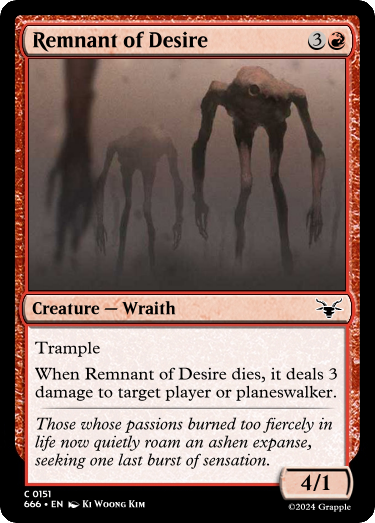 Remnant of Desire 3
Creature — Wraith
Trample
When Remnant of Desire dies, it deals 3
damage to target player or planeswalker.
Those whose passions burned too fiercely in
life now quietly roam an ashen expanse,
seeking one last burst of sensation.
4/1
C 0151
666 • EN Ki Woong Kim
©2024 Grapple